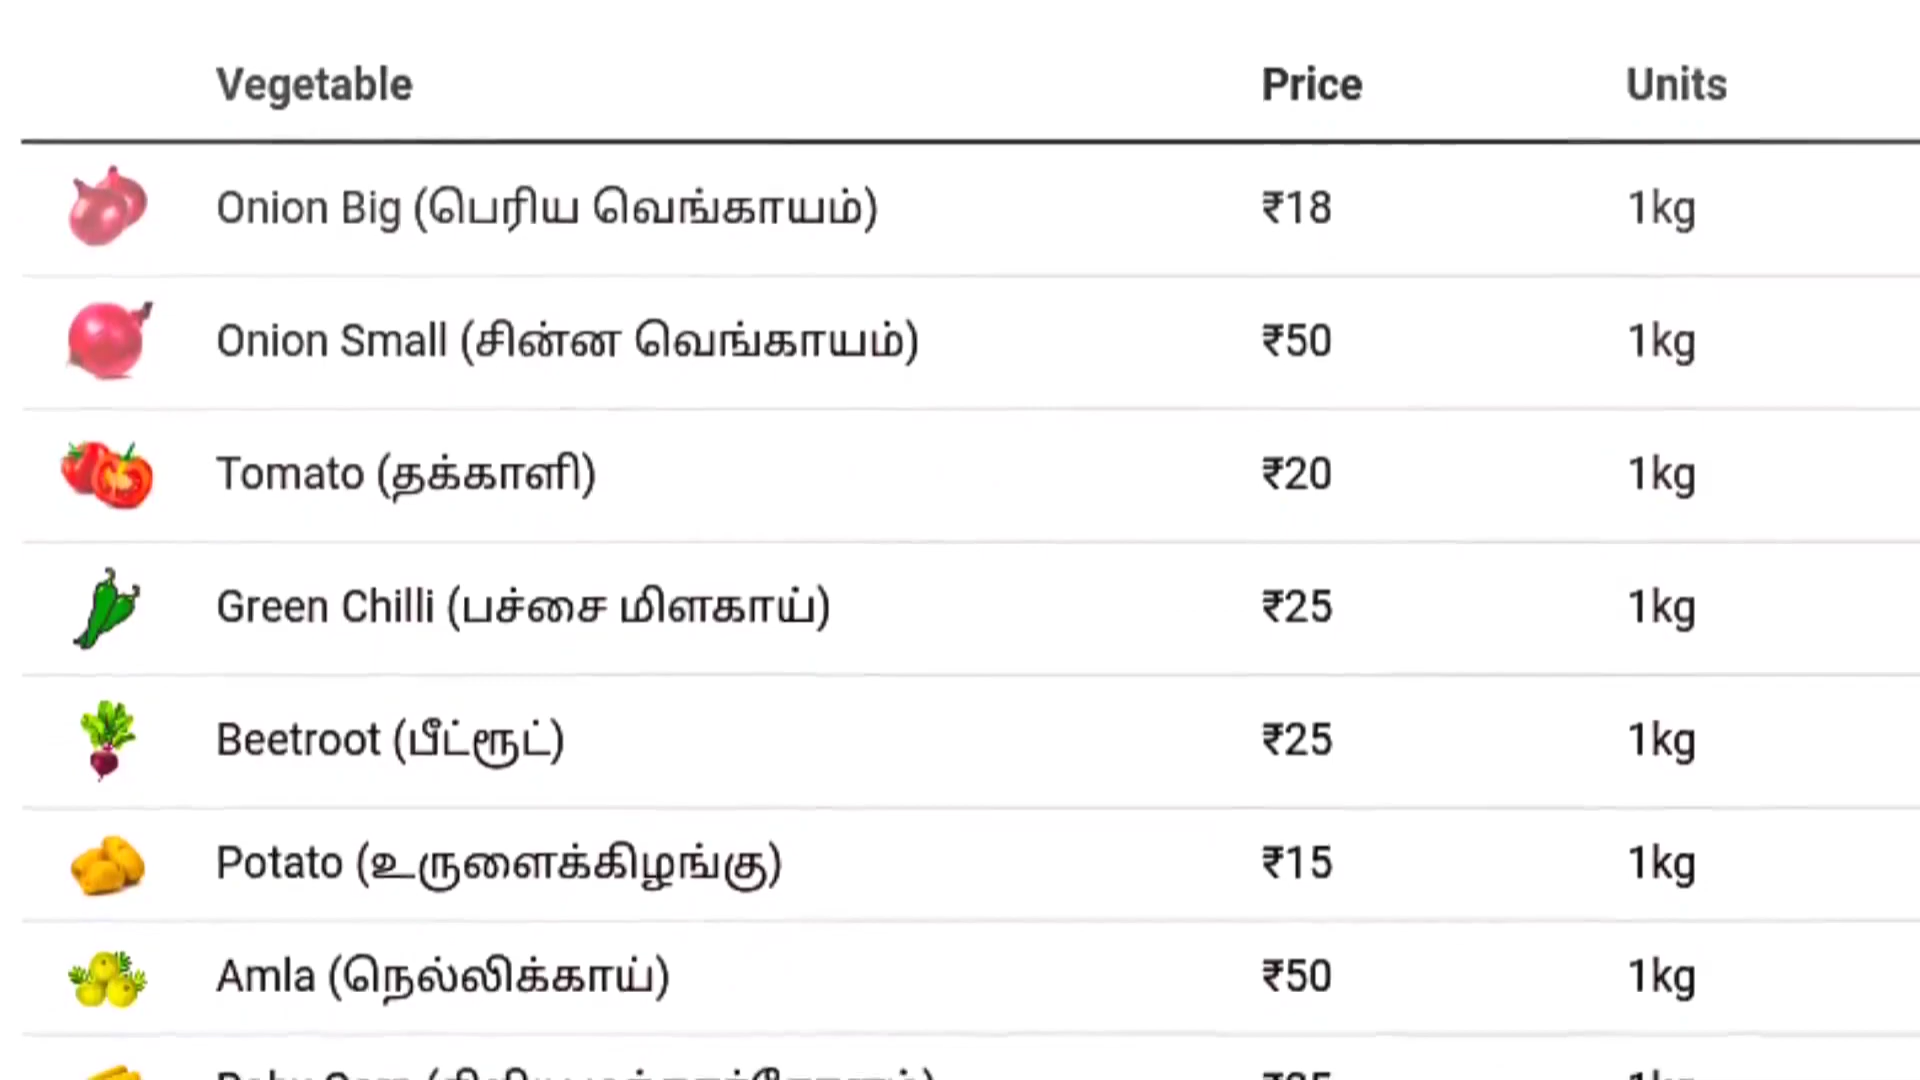 Vegetable Price Units
Onion Big (பெரிய வெங்காயம்) ₹18 1kg
Onion Small (சின்ன வெங்காயம்) ₹50 1kg
Tomato (தக்காளி) ₹20 1kg
Green Chilli (பச்சை மிளகாய்) ₹25 1kg
Beetroot (பீட்ரூட்) ₹25 1kg
Potato (உருளைக்கிழங்கு) ₹15 1kg
Amla (நெல்லிக்காய்) ₹50 1kg